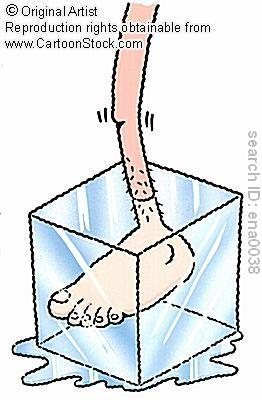 © Original Artist
Reproduction rights obtainable from
www.CartoonStock.com
search ID: ena0038